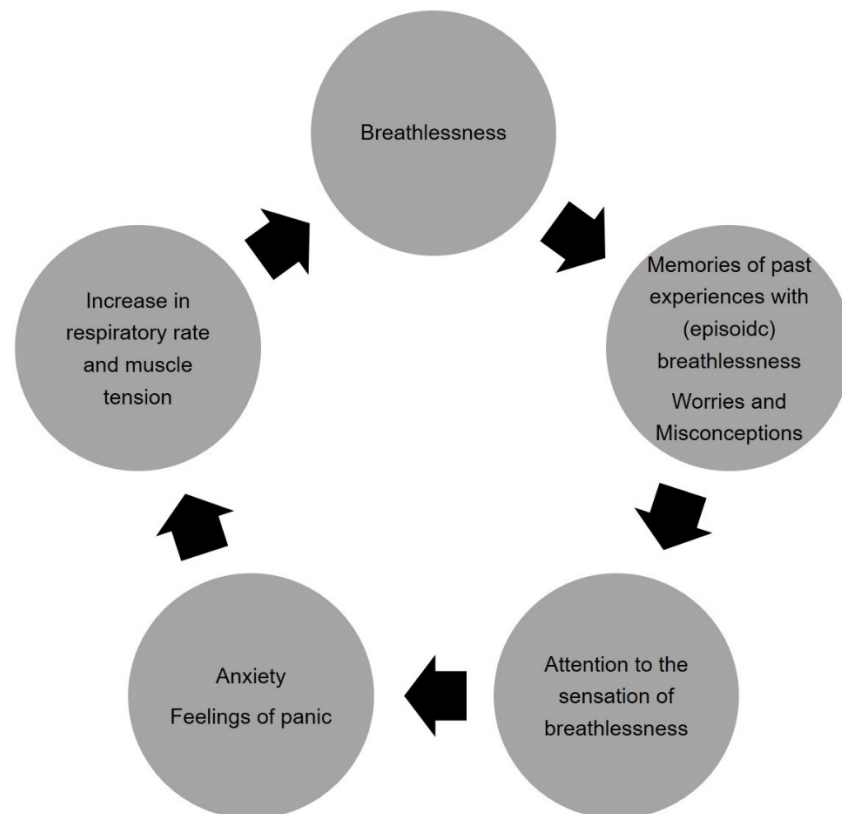 Breathlessness
Memories of past
experiences with
(episoidc)
breathlessness
Worries and
Misconceptions
Attention to the
sensation of
breathlessness
Anxiety
Feelings of panic
Increase in
respiratory rate
and muscle
tension